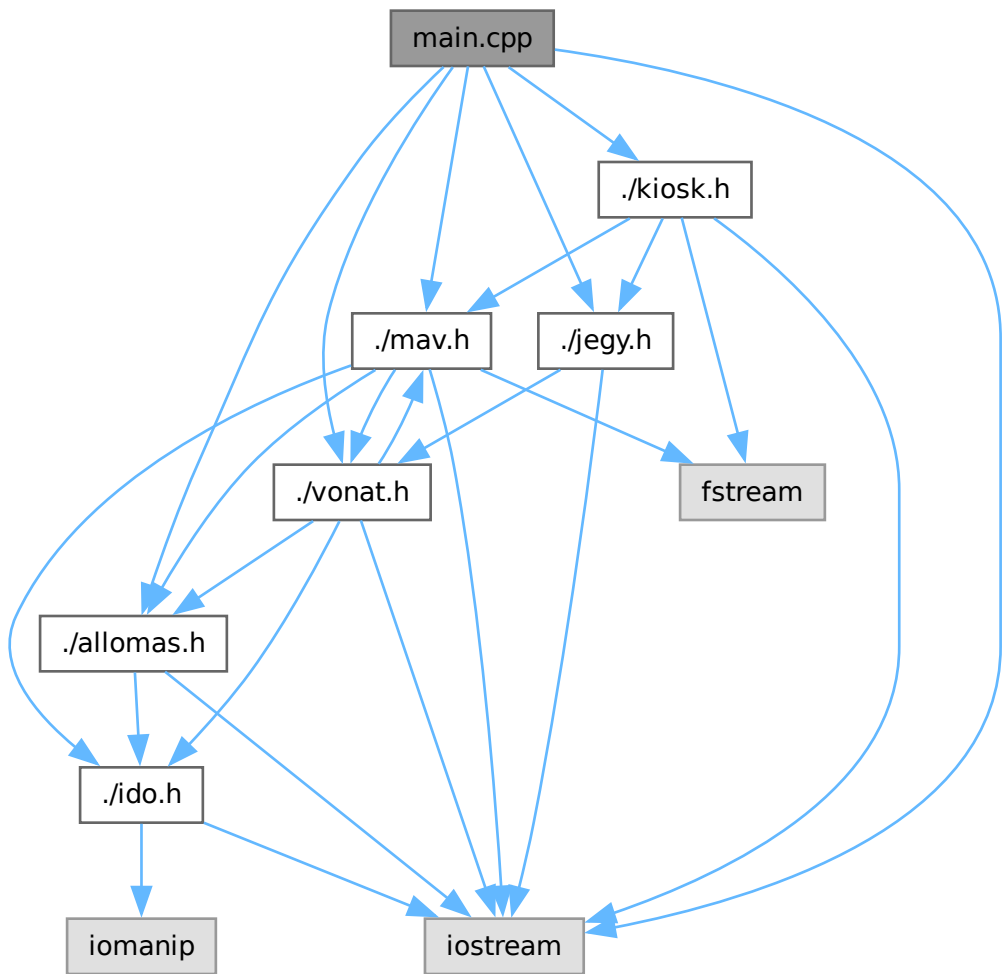 main.cpp
./kiosk.h
./mav.h
./jegy.h
./vonat.h
fstream
./allomas.h
./ido.h
iomanip
iostream